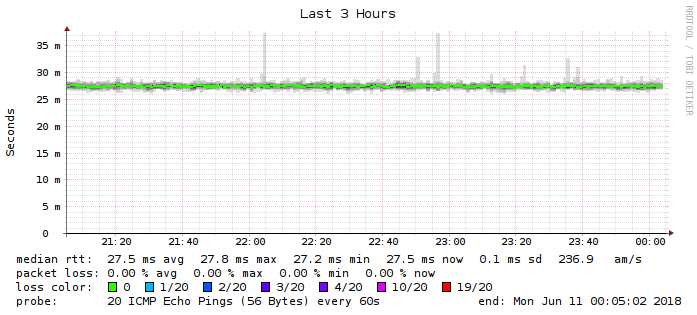 Last 3 Hours
RRDTOOL / TOBI OETIKER
Seconds
35 m
30 m
25 m
20 m
15 m
10 m
5 m
0
21:20 21:40 22:00 22:20 22:40 23:00 23:20 23:40 00:00
median rtt: 27.5 ms avg 27.8 ms max 27.2 ms min 27.5 ms now 0.1 ms sd 236.9 am/s
packet loss: 0.00 % avg 0.00 % max 0.00 % min 0.00 % now
loss color: 0 1/20 2/20 3/20 4/20 10/20 19/20
probe: 20 ICMP Echo Pings (56 Bytes) every 60s end: Mon Jun 11 00:05:02 2018